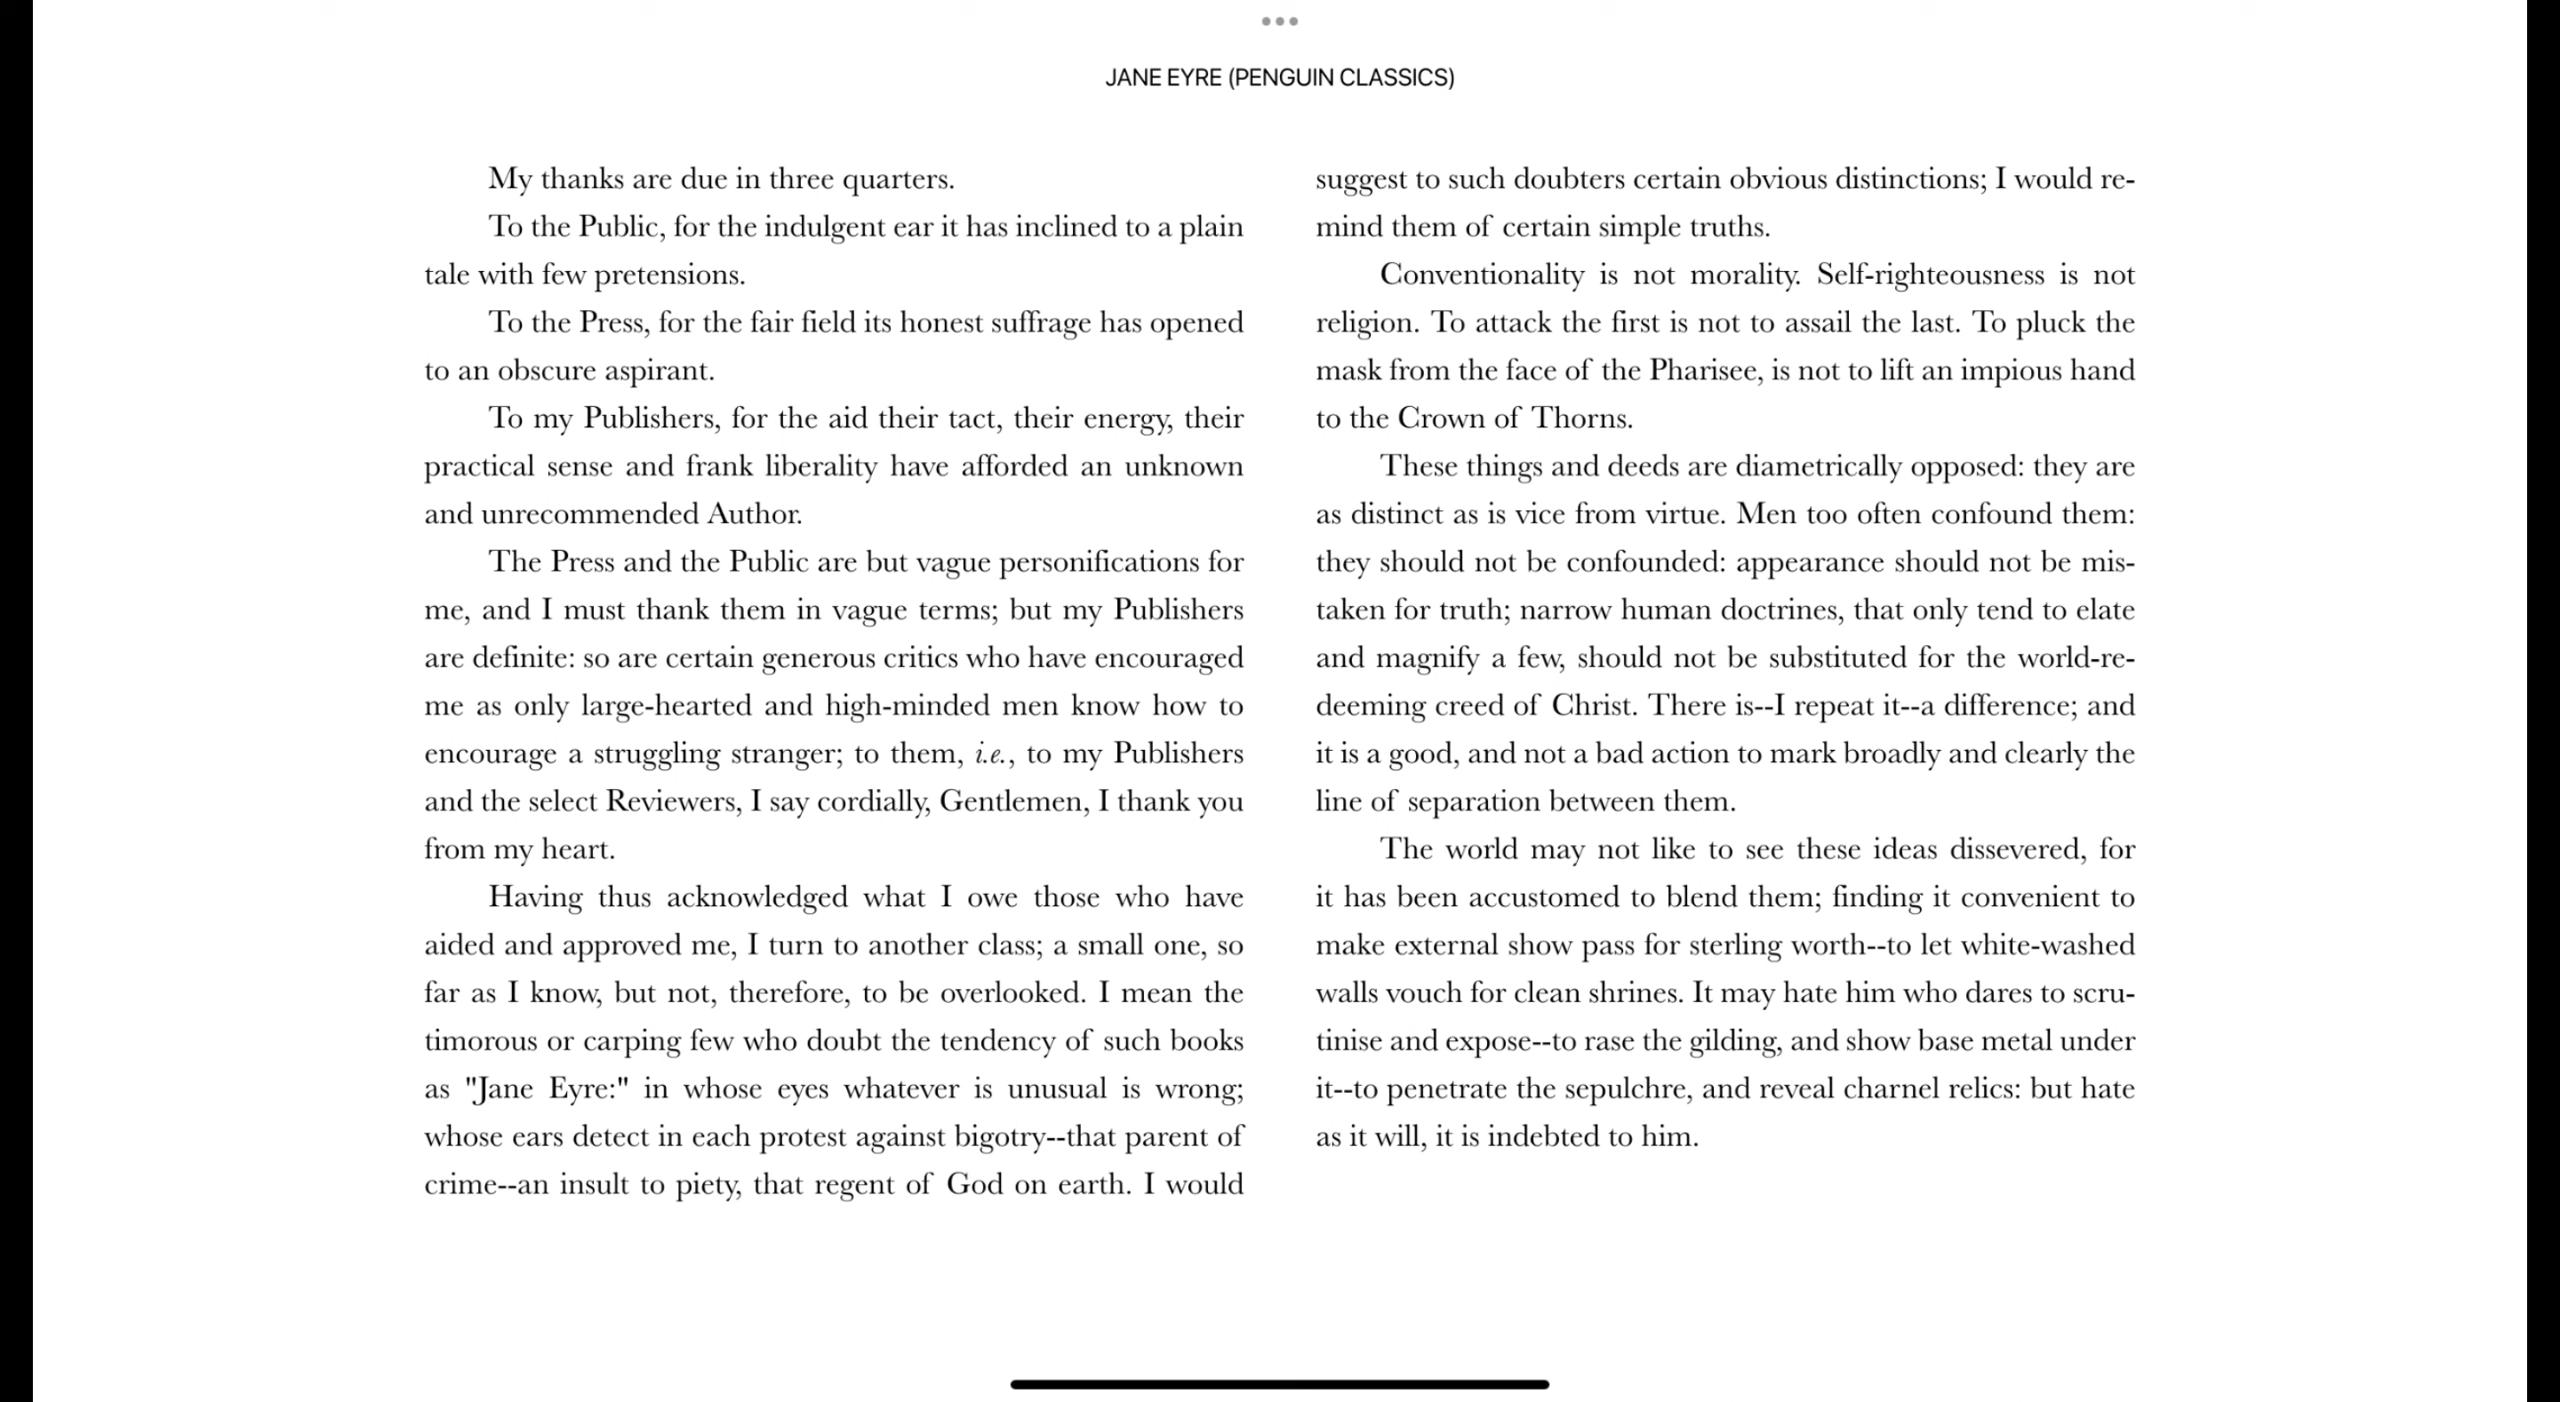 JANE EYRE (PENGUIN CLASSICS)
My thanks are due in three quarters.
To the Public, for the indulgent ear it has inclined to a plain
tale with few pretensions.
To the Press, for the fair field its honest suffrage has opened
to an obscure aspirant.
To my Publishers, for the aid their tact, their energy, their
practical sense and frank liberality have afforded an unknown
and unrecommended Author.
The Press and the Public are but vague personifications for
me, and I must thank them in vague terms; but my Publishers
are definite: so are certain generous critics who have encouraged
me as only large-hearted and high-minded men know how to
encourage a struggling stranger; to them, i.e., to my Publishers
and the select Reviewers, I say cordially, Gentlemen, I thank you
from my heart.
Having thus acknowledged what I owe those who have
aided and approved me, I turn to another class; a small one, so
far as I know, but not, therefore, to be overlooked. I mean the
timorous or carping few who doubt the tendency of such books
as "Jane Eyre:" in whose eyes whatever is unusual is wrong;
whose ears detect in each protest against bigotry--that parent of
crime--an insult to piety, that regent of God on earth. I would
suggest to such doubters certain obvious distinctions; I would re-
mind them of certain simple truths.
Conventionality is not morality. Self-righteousness is not
religion. To attack the first is not to assail the last. To pluck the
mask from the face of the Pharisee, is not to lift an impious hand
to the Crown of Thorns.
These things and deeds are diametrically opposed: they are
as distinct as is vice from virtue. Men too often confound them:
they should not be confounded: appearance should not be mis-
taken for truth; narrow human doctrines, that only tend to elate
and magnify a few, should not be substituted for the world-re-
deeming creed of Christ. There is--I repeat it--a difference; and
it is a good, and not a bad action to mark broadly and clearly the
line of separation between them.
The world may not like to see these ideas dissevered, for
it has been accustomed to blend them; finding it convenient to
make external show pass for sterling worth--to let white-washed
walls vouch for clean shrines. It may hate him who dares to scru-
tinise and expose--to rase the gilding, and show base metal under
it--to penetrate the sepulchre, and reveal charnel relics: but hate
as it will, it is indebted to him.